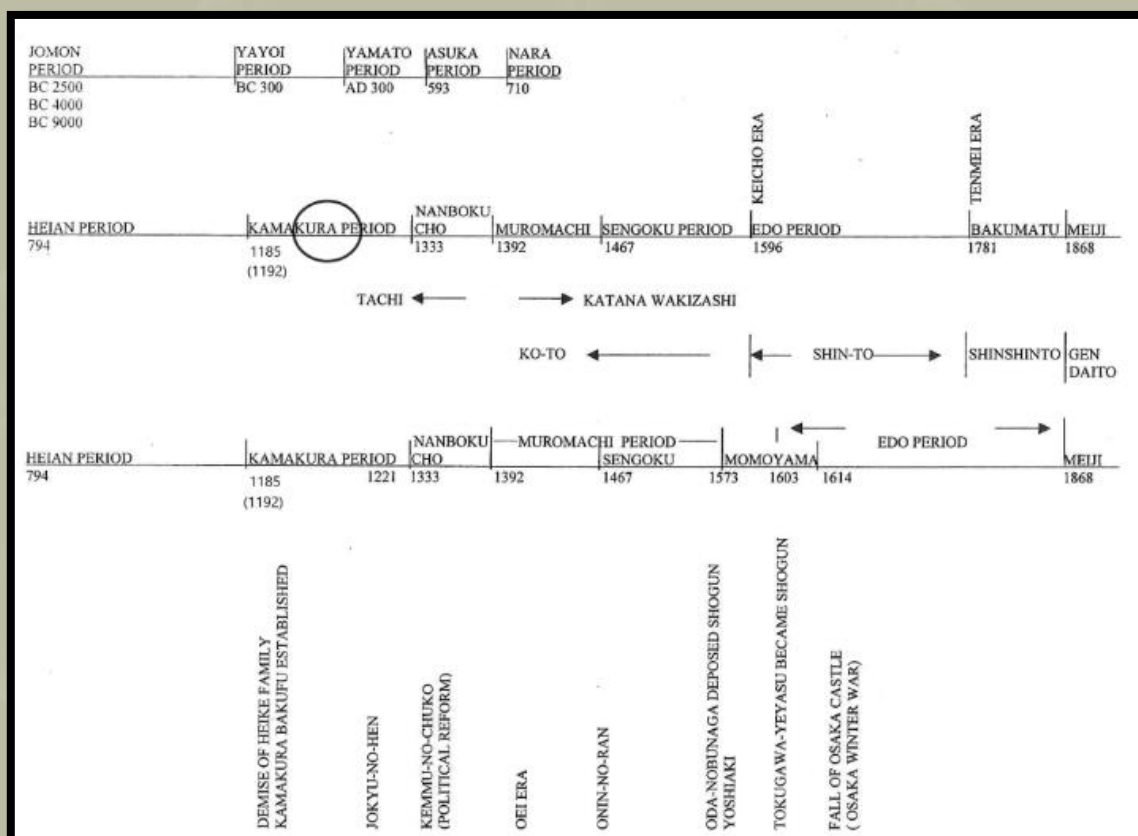 JOMON
PERIOD
BC 2500
BC 4000
BC 9000
YAYOI
PERIOD
BC 300
YAMATO
PERIOD
AD 300
ASUKA
PERIOD
593
NARA
PERIOD
710
KEICHO ERA
TENMEI ERA
HEIAN PERIOD
794
KAMAKURA PERIOD
1185
(1192)
NANBOKU
CHO
1333
MUROMACHI
1392
SENGOKU PERIOD
1467
EDO PERIOD
1596
BAKUMATU
1781
MEIJI
1868
TACHI
KATANA WAKIZASHI
KO-TO
SHIN-TO
SHINSHINTO
GEN
DAITO
HEIAN PERIOD
794
KAMAKURA PERIOD
1185
(1192)
1221
NANBOKU
CHO
1333
MUROMACHI PERIOD
1392
SENGOKU
1467
MOMOYAMA
1573
1603
1614
EDO PERIOD
MEIJI
1868
DEMISE OF HEIKE FAMILY
KAMAKURA BAKUFU ESTABLISHED
JOKYU-NO-HEN
KEMMU-NO-CHUKO
(POLITICAL REFORM)
OEI ERA
ONIN-NO-RAN
ODA-NOBUNAGA DEPOSED SHOGUN
YOSHIAKI
TOKUGAWA-YEYASU BECAME SHOGUN
FALL OF OSAKA CASTLE
( OSAKA WINTER WAR)